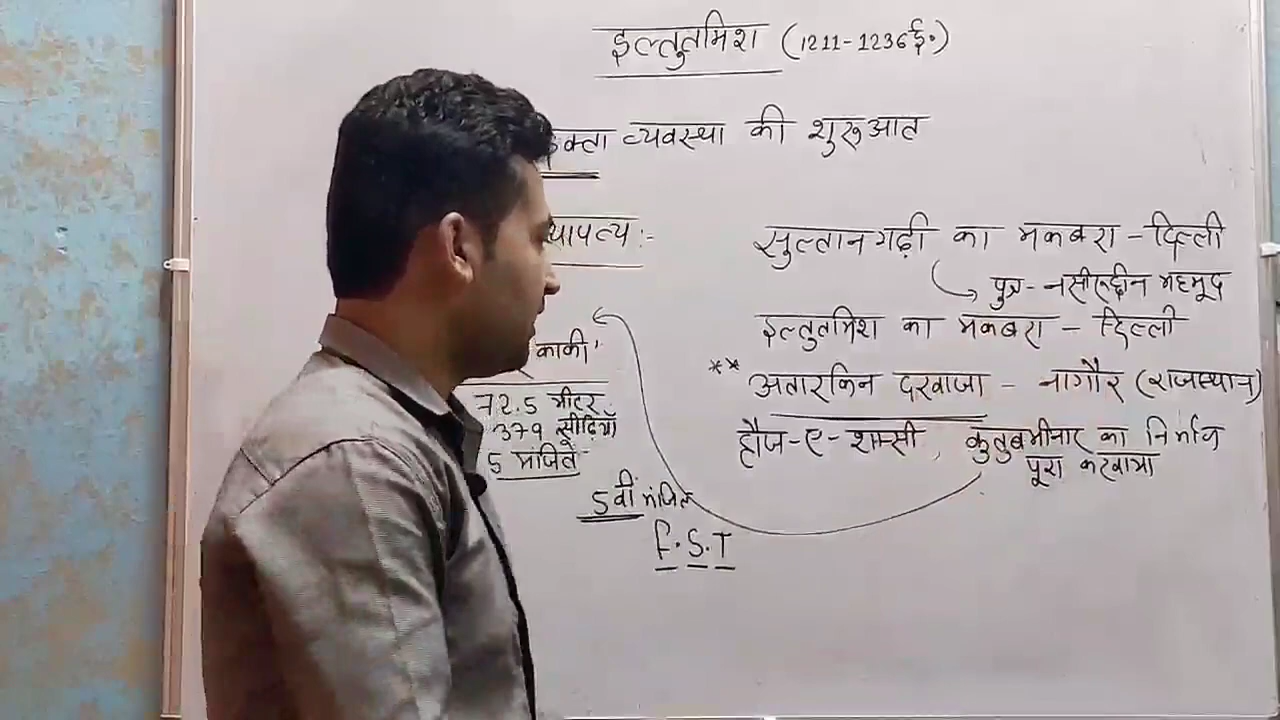 इल्तुतमिश (1211-1236ई०)
क्ता व्यवस्था की शुरूआत
यापत्य :-
काकी'
72.5 मीटर
379 सीढ़ियाँ
5 मंजिलें
5वीं मंजिल
F.S.T
सुल्तानगढ़ी का मकबरा - दिल्ली
पुत्र - नसीरूद्दीन महमूद
इल्तुतमिश का मकबरा - दिल्ली
** अतारकिन दरवाजा - नागौर (राजस्थान)
हौज-ए-शम्सी, कुतुबमीनार का निर्माण
पूरा करवाया